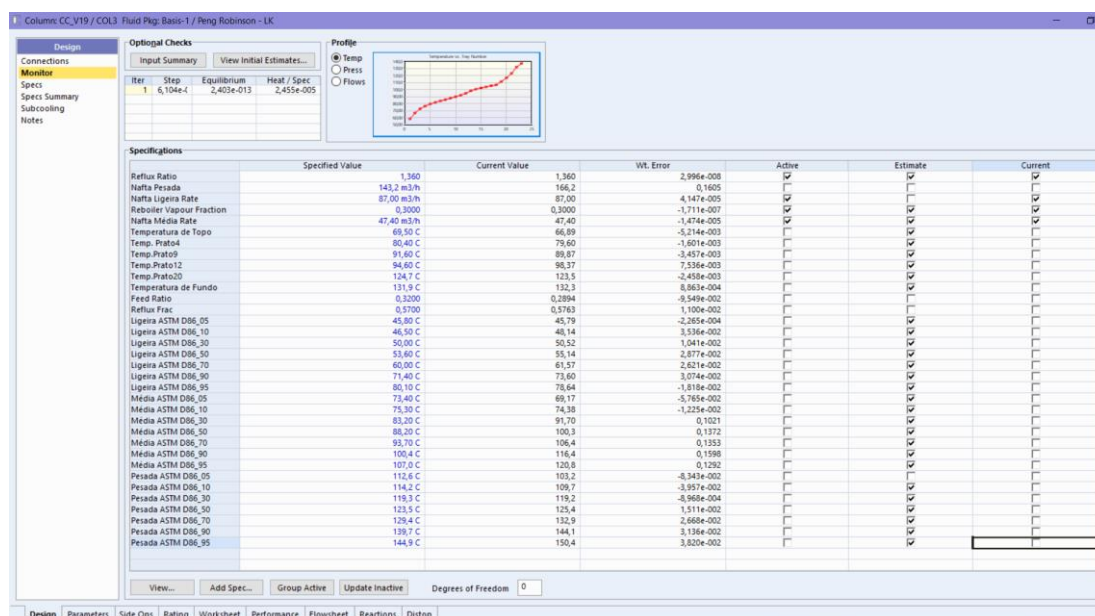 Column: CC_V19 / COL3 Fluid Pkg: Basis-1 / Peng Robinson - LK
Design
Connections
Monitor
Specs
Specs Summary
Subcooling
Notes
Optional Checks
Input Summary View Initial Estimates...
Iter Step Equilibrium Heat / Spec
1 6,104e-( 2,403e-013 2,455e-005
Profile
Temp
Press
Flows
Temperature vs. Tray Number
Specifications
Specified Value Current Value Wt. Error Active Estimate Current
Reflux Ratio 1,360 1,360 2,996e-008
Nafta Pesada 143,2 m3/h 166,2 0,1605
Nafta Ligeira Rate 87,00 m3/h 87,00 4,147e-005
Reboiler Vapour Fraction 0,3000 0,3000 -1,711e-007
Nafta Média Rate 47,40 m3/h 47,40 -1,474e-005
Temperatura de Topo 69,50 C 66,89 -5,214e-003
Temp. Prato4 80,40 C 79,60 -1,601e-003
Temp.Prato9 91,60 C 89,87 -3,457e-003
Temp.Prato12 94,60 C 98,37 7,536e-003
Temp.Prato20 124,7 C 123,5 -2,458e-003
Temperatura de Fundo 131,9 C 132,3 8,863e-004
Feed Ratio 0,3200 0,2894 -9,549e-002
Reflux Frac 0,5700 0,5763 1,100e-002
Ligeira ASTM D86_05 45,80 C 45,79 -2,265e-004
Ligeira ASTM D86_10 46,50 C 48,14 3,536e-002
Ligeira ASTM D86_30 50,00 C 50,52 1,041e-002
Ligeira ASTM D86_50 53,60 C 55,14 2,877e-002
Ligeira ASTM D86_70 60,00 C 61,57 2,621e-002
Ligeira ASTM D86_90 71,40 C 73,60 3,074e-002
Ligeira ASTM D86_95 80,10 C 78,64 -1,818e-002
Média ASTM D86_05 73,40 C 69,17 -5,765e-002
Média ASTM D86_10 75,30 C 74,38 -1,225e-002
Média ASTM D86_30 83,20 C 91,70 0,1021
Média ASTM D86_50 88,20 C 100,3 0,1372
Média ASTM D86_70 93,70 C 106,4 0,1353
Média ASTM D86_90 100,4 C 116,4 0,1598
Média ASTM D86_95 107,0 C 120,8 0,1292
Pesada ASTM D86_05 112,6 C 103,2 -8,343e-002
Pesada ASTM D86_10 114,2 C 109,7 -3,957e-002
Pesada ASTM D86_30 119,3 C 119,2 -8,968e-004
Pesada ASTM D86_50 123,5 C 125,4 1,511e-002
Pesada ASTM D86_70 129,4 C 132,9 2,668e-002
Pesada ASTM D86_90 139,7 C 144,1 3,136e-002
Pesada ASTM D86_95 144,9 C 150,4 3,820e-002
View... Add Spec... Group Active Update Inactive Degrees of Freedom 0
Design Parameters Side Ops Rating Worksheet Performance Flowsheet Reactions Distop